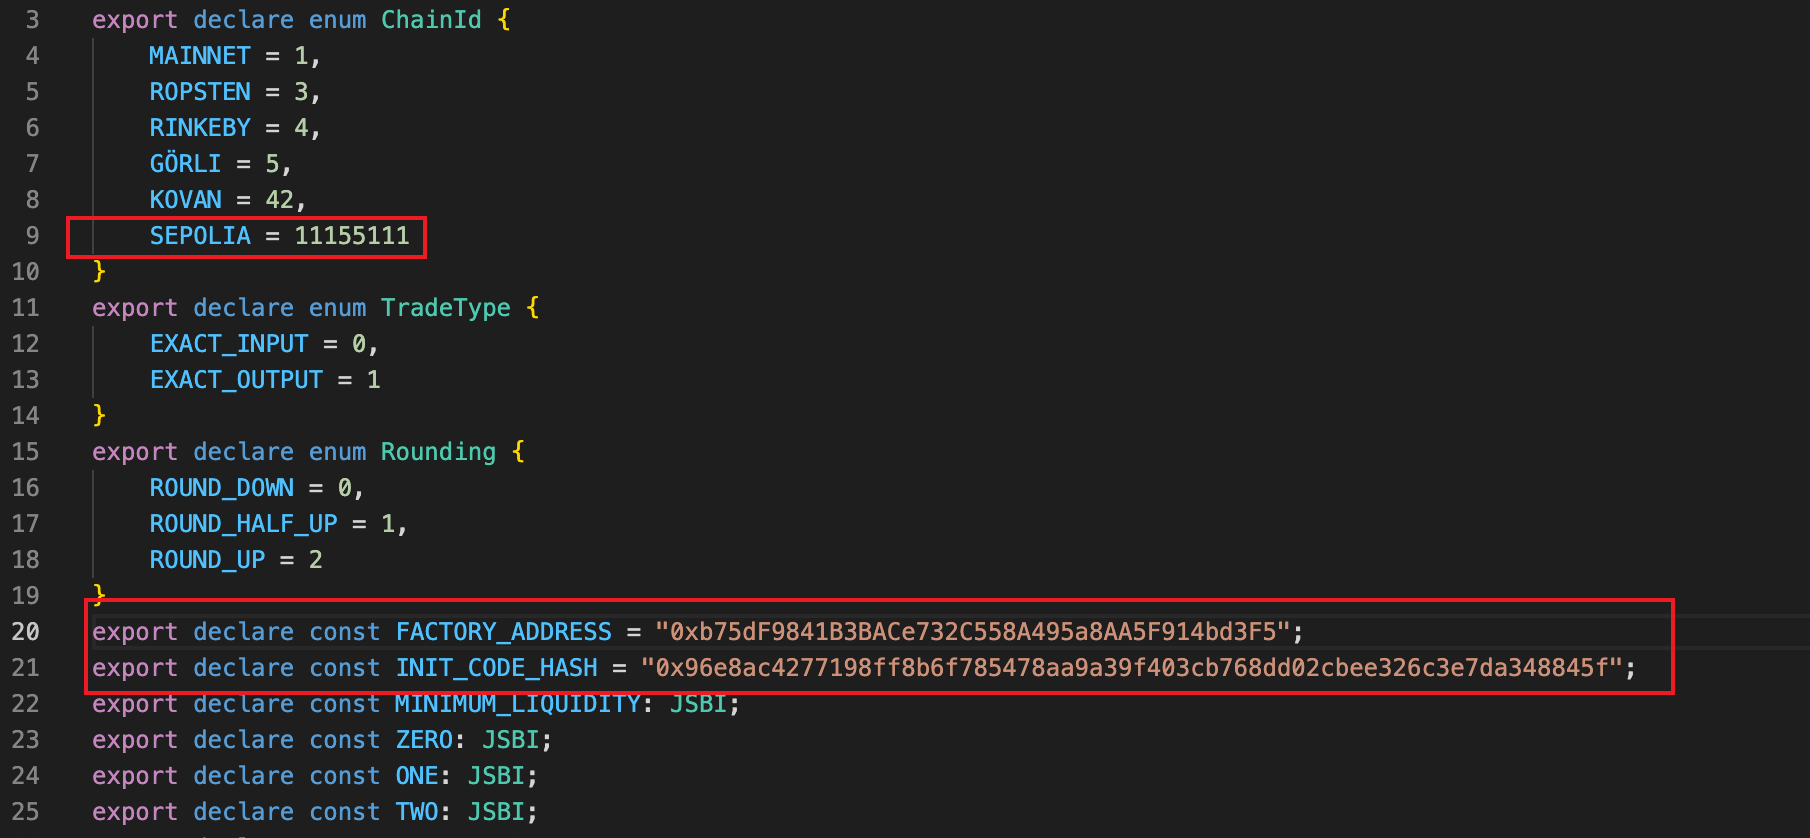 3 export declare enum ChainId {
4 MAINNET = 1,
5 ROPSTEN = 3,
6 RINKEBY = 4,
7 GÖRLI = 5,
8 KOVAN = 42,
9 SEPOLIA = 11155111
10 }
11 export declare enum TradeType {
12 EXACT_INPUT = 0,
13 EXACT_OUTPUT = 1
14 }
15 export declare enum Rounding {
16 ROUND_DOWN = 0,
17 ROUND_HALF_UP = 1,
18 ROUND_UP = 2
19 }
20 export declare const FACTORY_ADDRESS = "0xb75dF9841B3BACe732C558A495a8AA5F914bd3F5";
21 export declare const INIT_CODE_HASH = "0x96e8ac4277198ff8b6f785478aa9a39f403cb768dd02cbee326c3e7da348845f";
22 export declare const MINIMUM_LIQUIDITY: JSBI;
23 export declare const ZERO: JSBI;
24 export declare const ONE: JSBI;
25 export declare const TWO: JSBI;